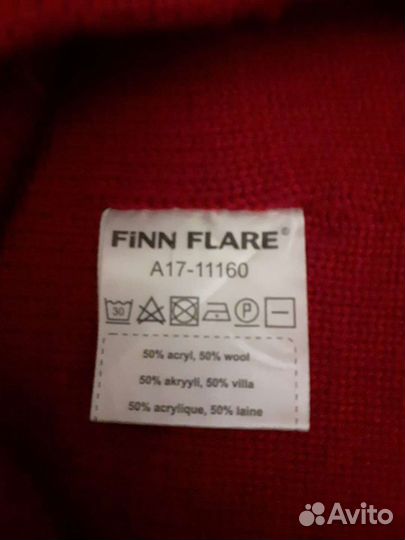 FiNN FLARE®
A17-11160
30 P
50% acryl, 50% wool
50% akryyli, 50% villa
50% acrylique, 50% laine
Avito